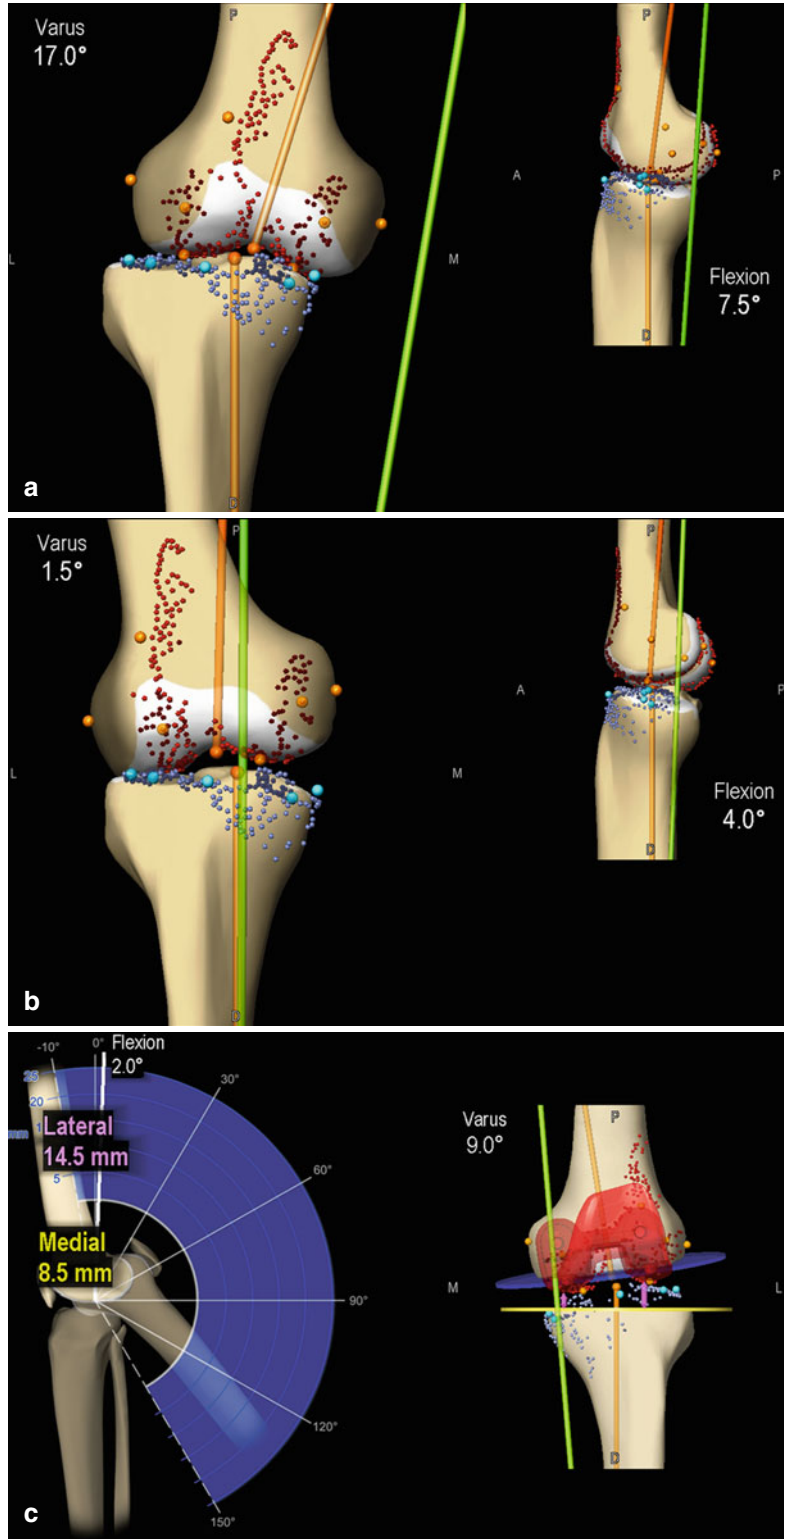 Varus
17.0°
P
A
P
L
M
Flexion
7.5°
D
D
a
Varus
1.5°
P
P
A
P
L
M
Flexion
4.0°
D
D
b
-10°
0°
Flexion
2.0°
30°
25
20
mm
Lateral
14.5 mm
5
60°
Medial
8.5 mm
90°
120°
150°
Varus
9.0°
P
M
L
D
c